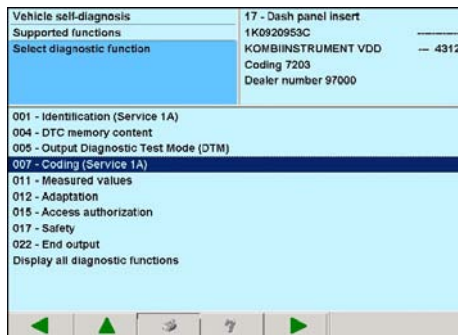 Vehicle self-diagnosis
Supported functions
Select diagnostic function
17 - Dash panel insert
1K0920953C
KOMBIINSTRUMENT VDD --- 4312
Coding 7203
Dealer number 97000
001 - Identification (Service 1A)
004 - DTC memory content
005 - Output Diagnostic Test Mode (DTM)
007 - Coding (Service 1A)
011 - Measured values
012 - Adaptation
015 - Access authorization
017 - Safety
022 - End output
Display all diagnostic functions